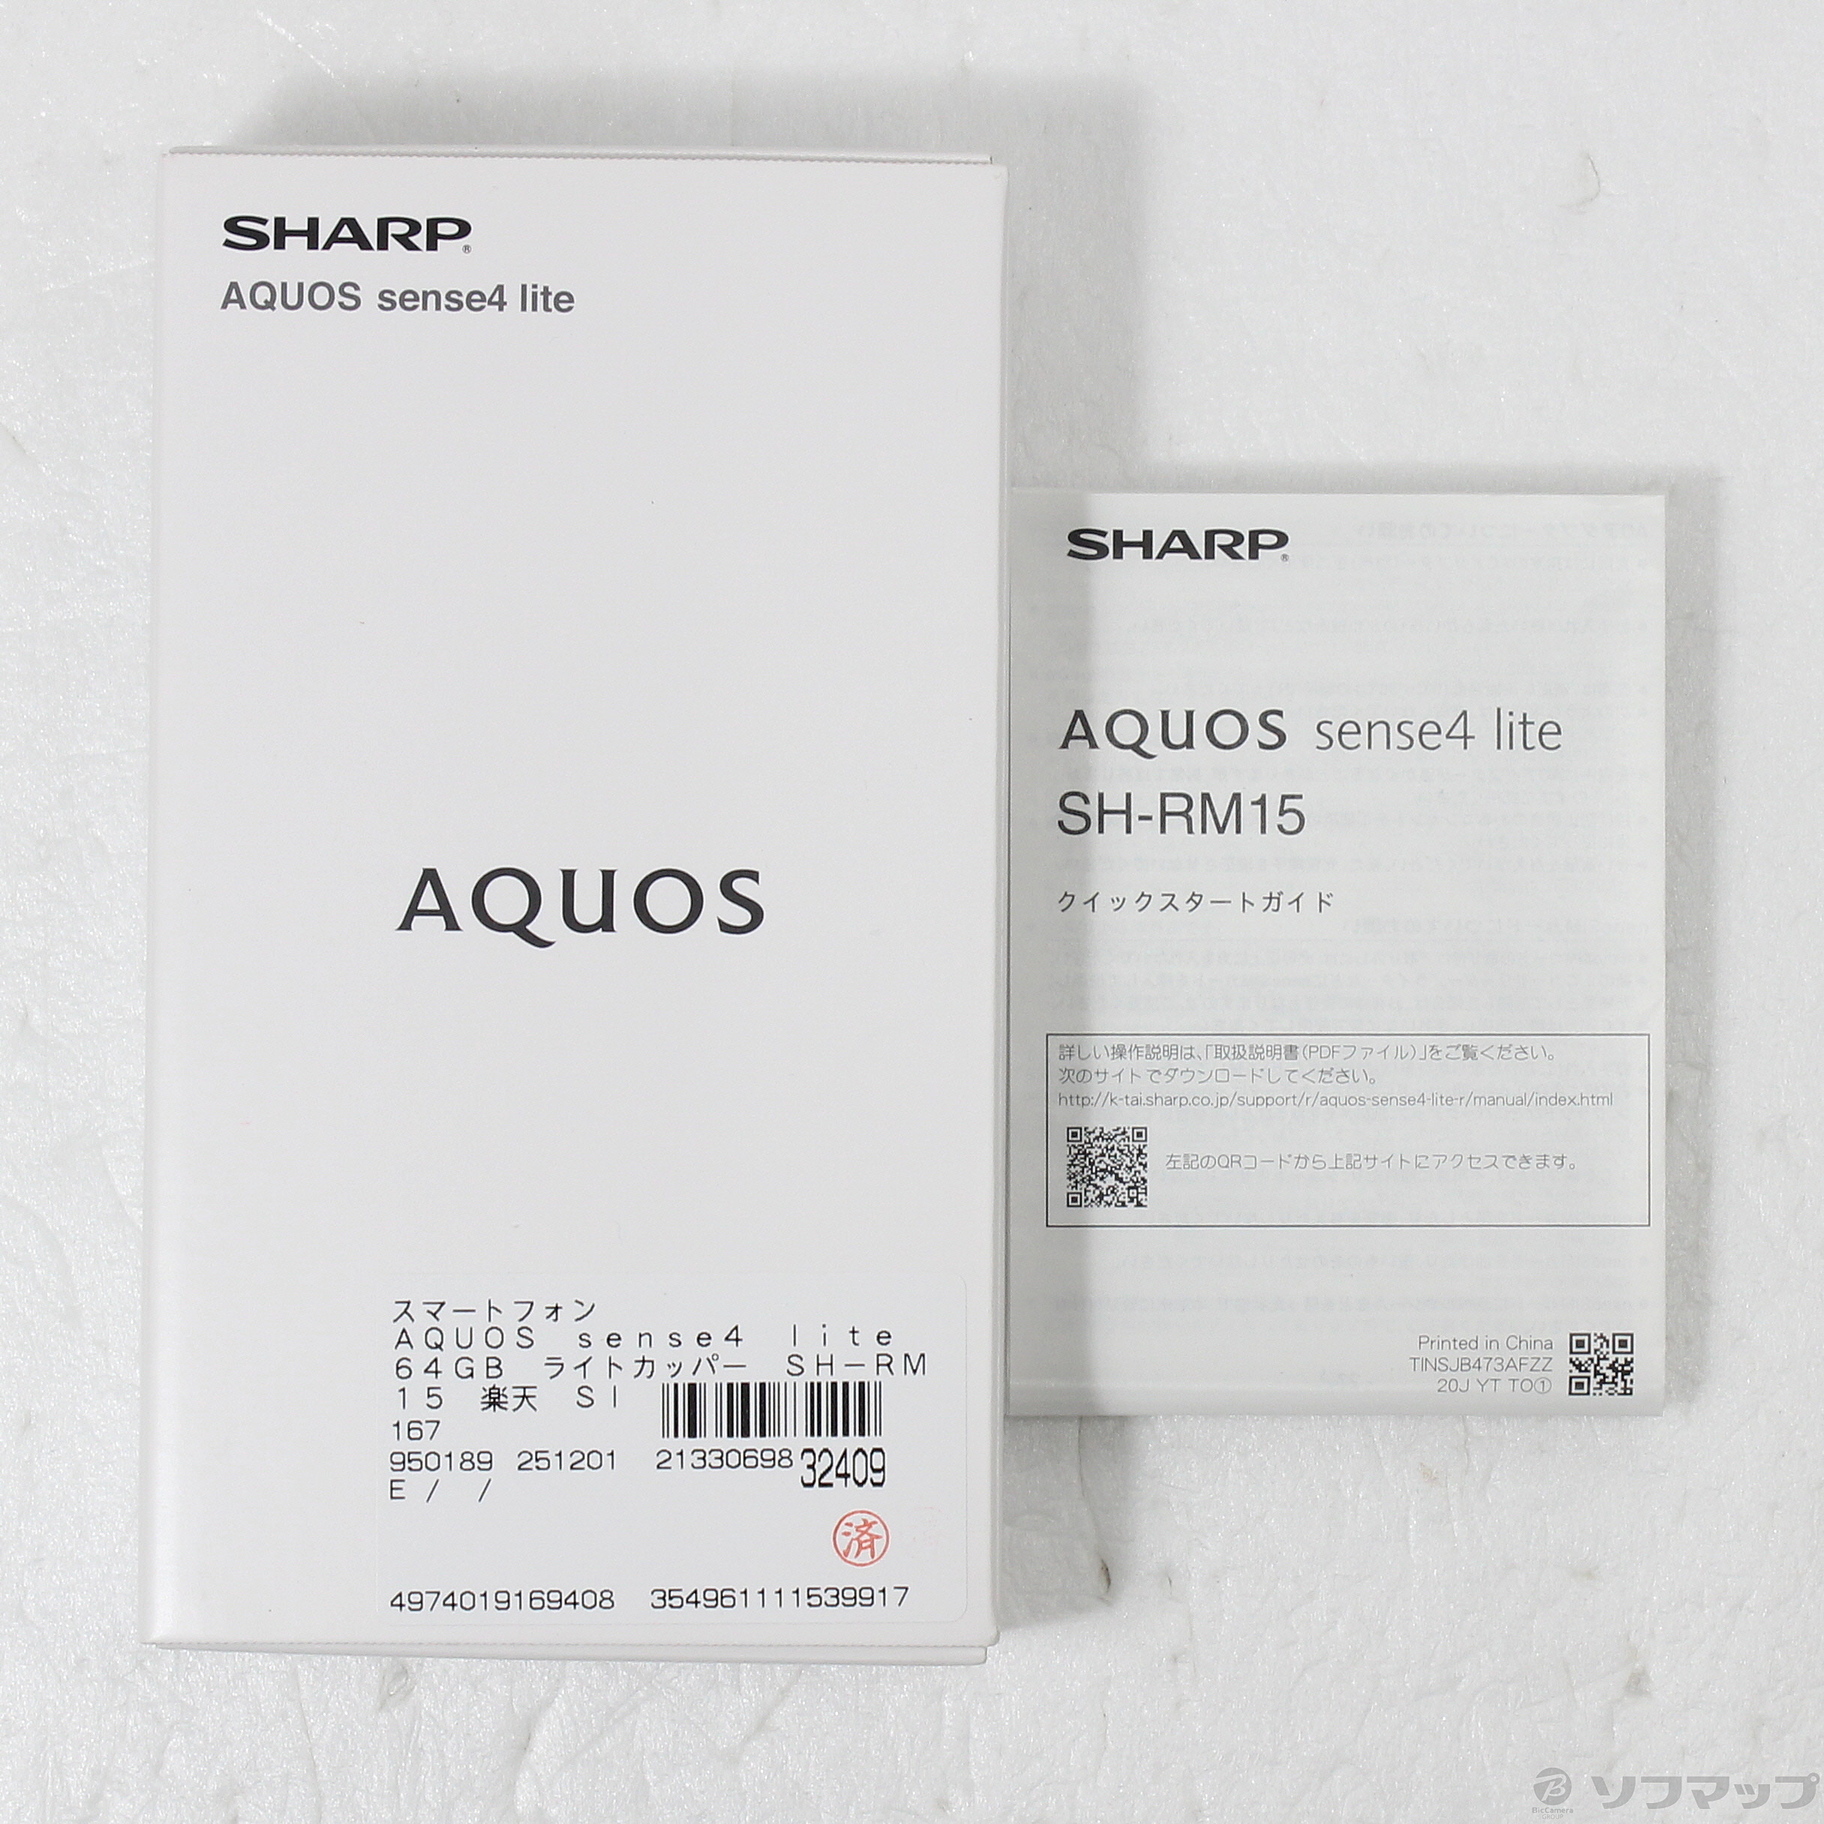 SHARP®
AQUOS sense4 lite
AQUOS
スマートフォン
AQUOS sense4 lite
64GB ライトカッパー SH-RM
15 楽天 SI
167
950189 251201 21330698 32409
E / /
済
4974019169408 354961111539917
SHARP®
AQUOS sense4 lite
SH-RM15
クイックスタートガイド
詳しい操作説明は、「取扱説明書(PDFファイル)」をご覧ください。
次のサイトでダウンロードしてください。
http://k-tai.sharp.co.jp/support/r/aquos-sense4-lite-r/manual/index.html
左記のQRコードから上記サイトにアクセスできます。
Printed in China
TINSJB473AFZZ
20J YT TO①
B
BicCamera
GROUP
ソフマップ